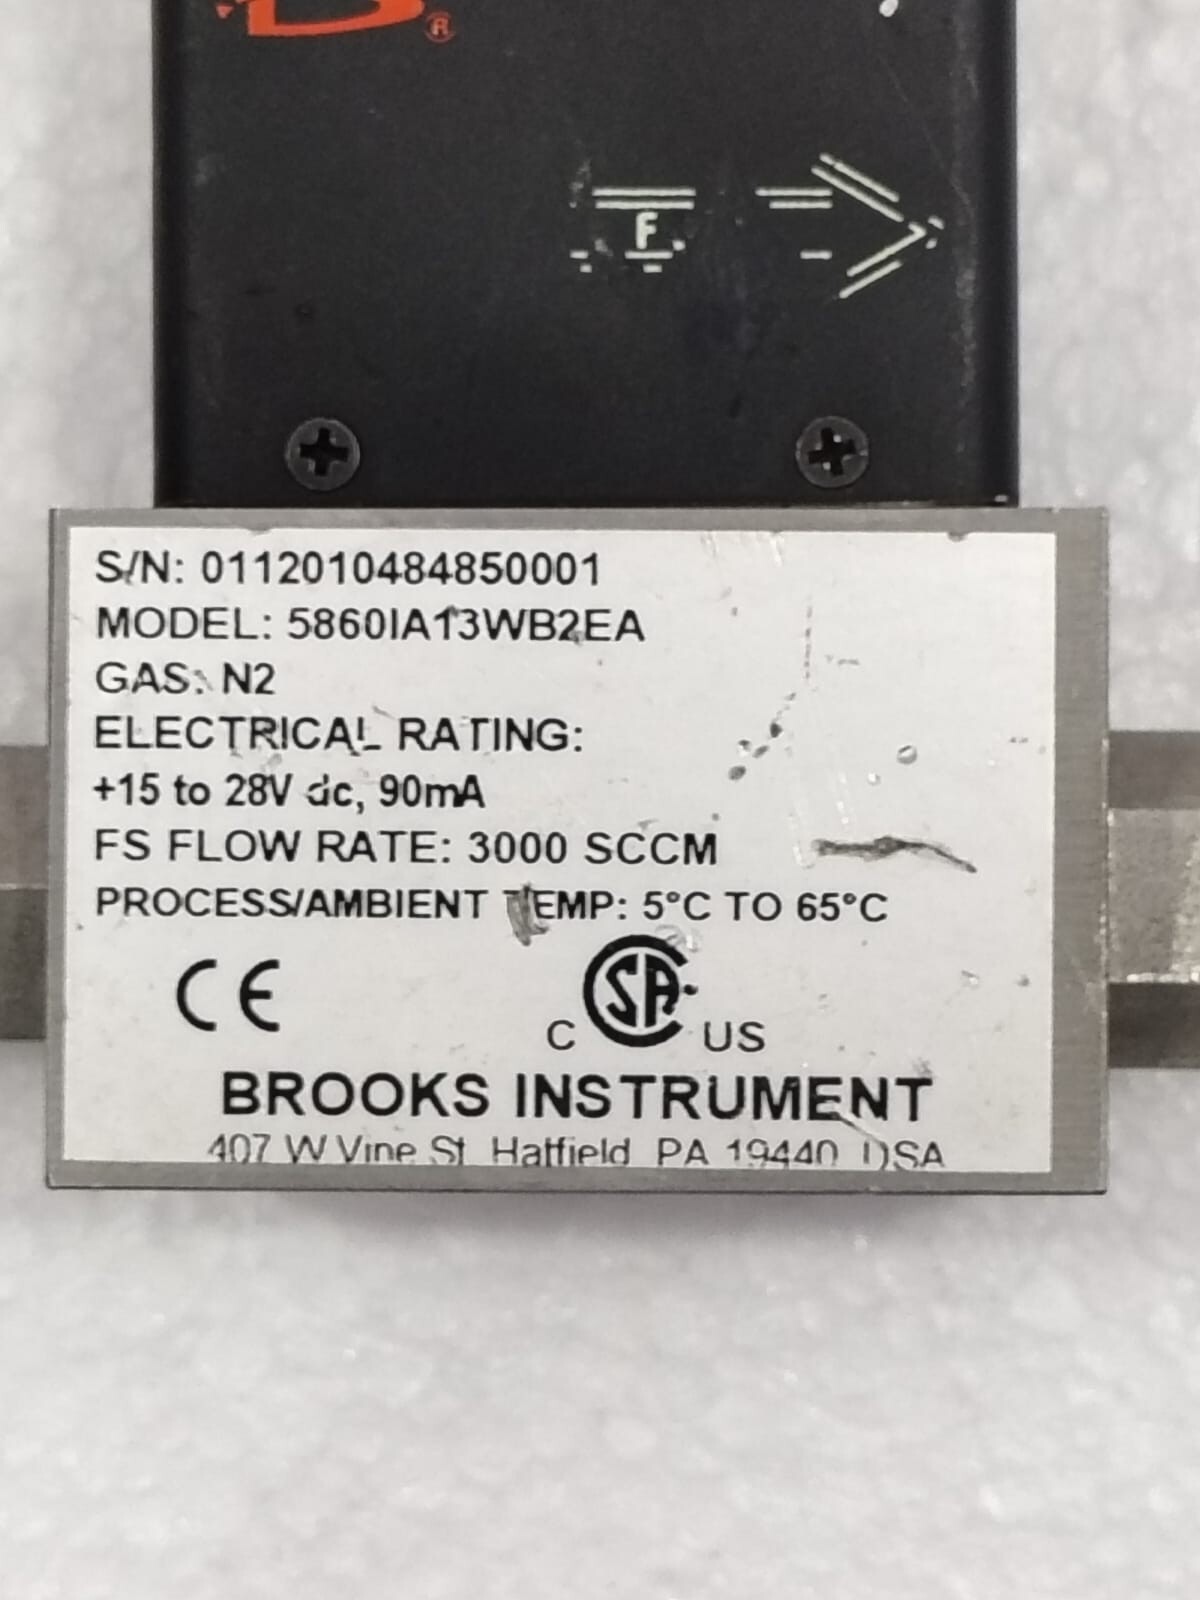 B®
F
S/N: 0112010484850001
MODEL: 5860IA13WB2EA
GAS: N2
ELECTRICAL RATING:
+15 to 28V dc, 90mA
FS FLOW RATE: 3000 SCCM
PROCESS/AMBIENT TEMP: 5°C TO 65°C
CE
C SA US
BROOKS INSTRUMENT
407 W Vine St Hatfield PA 19440 USA